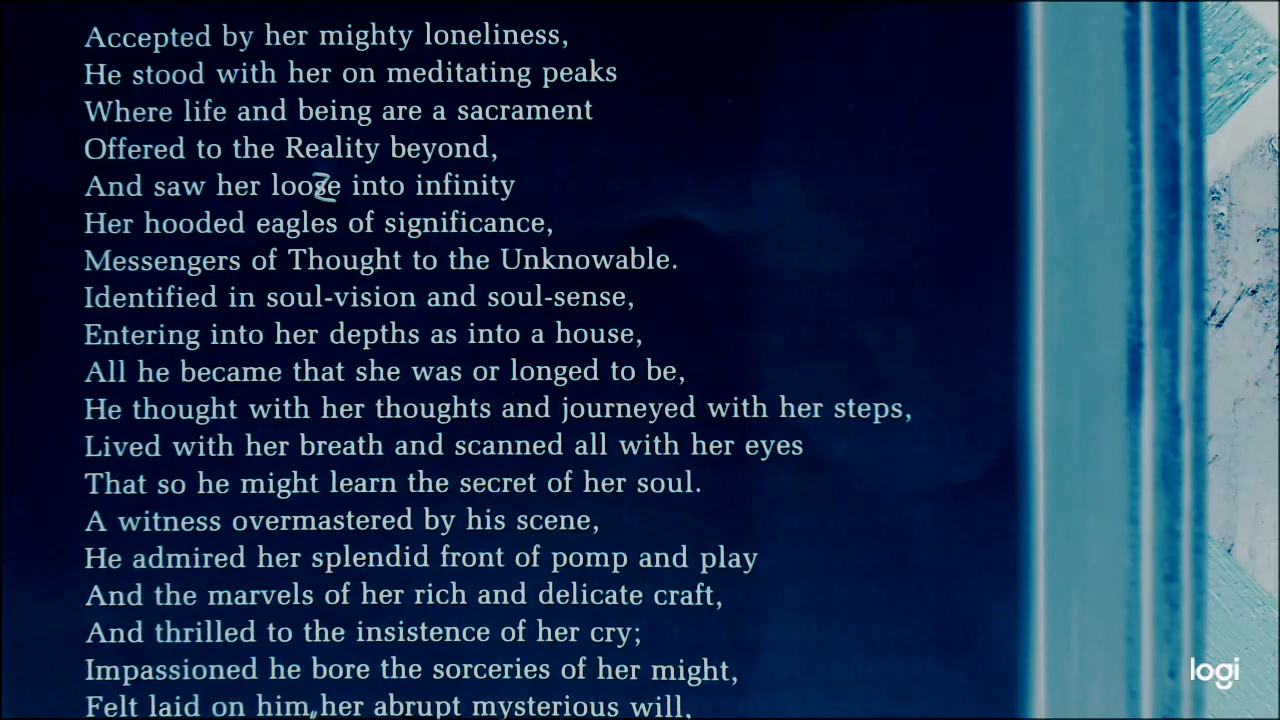 Accepted by her mighty loneliness,
He stood with her on meditating peaks
Where life and being are a sacrament
Offered to the Reality beyond,
And saw her looze into infinity
Her hooded eagles of significance,
Messengers of Thought to the Unknowable.
Identified in soul-vision and soul-sense,
Entering into her depths as into a house,
All he became that she was or longed to be,
He thought with her thoughts and journeyed with her steps,
Lived with her breath and scanned all with her eyes
That so he might learn the secret of her soul.
A witness overmastered by his scene,
He admired her splendid front of pomp and play
And the marvels of her rich and delicate craft,
And thrilled to the insistence of her cry;
Impassioned he bore the sorceries of her might,
Felt laid on him, her abrupt mysterious will,
logi